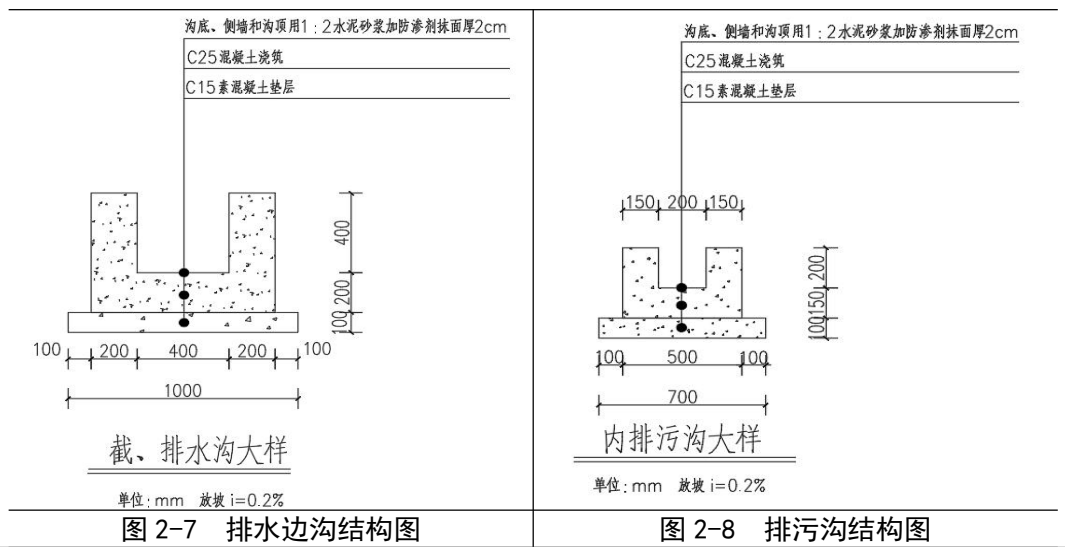 沟底、侧墙和沟项用1：2水泥砂浆加防渗剂抹面厚2cm
C25混凝土浇筑
C15素混凝土垫层
400
200
100
100 200 400 200 100
1000
截、排水沟大样
单位：mm 放坡 i=0.2%
图 2-7 排水边沟结构图
沟底、侧墙和沟项用1：2水泥砂浆加防渗剂抹面厚2cm
C25混凝土浇筑
C15素混凝土垫层
150 200 150
200
150
100
100 500 100
700
内排污沟大样
单位：mm 放坡 i=0.2%
图 2-8 排污沟结构图